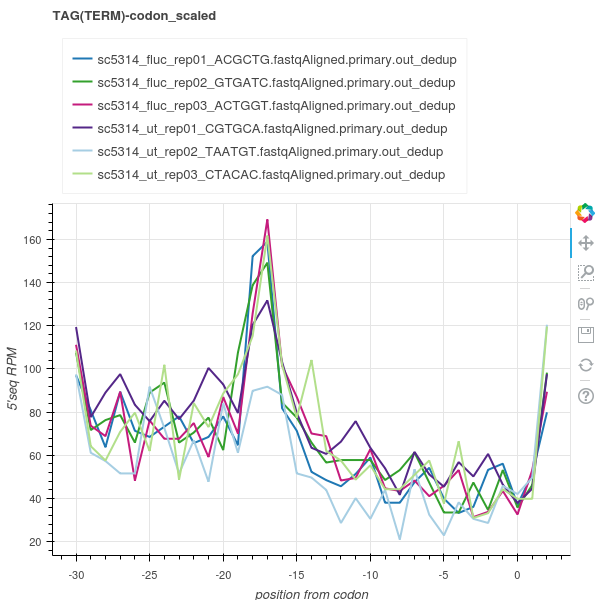 TAG(TERM)-codon_scaled
sc5314_fluc_rep01_ACGCTG.fastqAligned.primary.out_dedup
sc5314_fluc_rep02_GTGATC.fastqAligned.primary.out_dedup
sc5314_fluc_rep03_ACTGGT.fastqAligned.primary.out_dedup
sc5314_ut_rep01_CGTGCA.fastqAligned.primary.out_dedup
sc5314_ut_rep02_TAATGT.fastqAligned.primary.out_dedup
sc5314_ut_rep03_CTACAC.fastqAligned.primary.out_dedup
160
140
120
100
80
60
40
20
5'seq RPM
-30 -25 -20 -15 -10 -5 0
position from codon